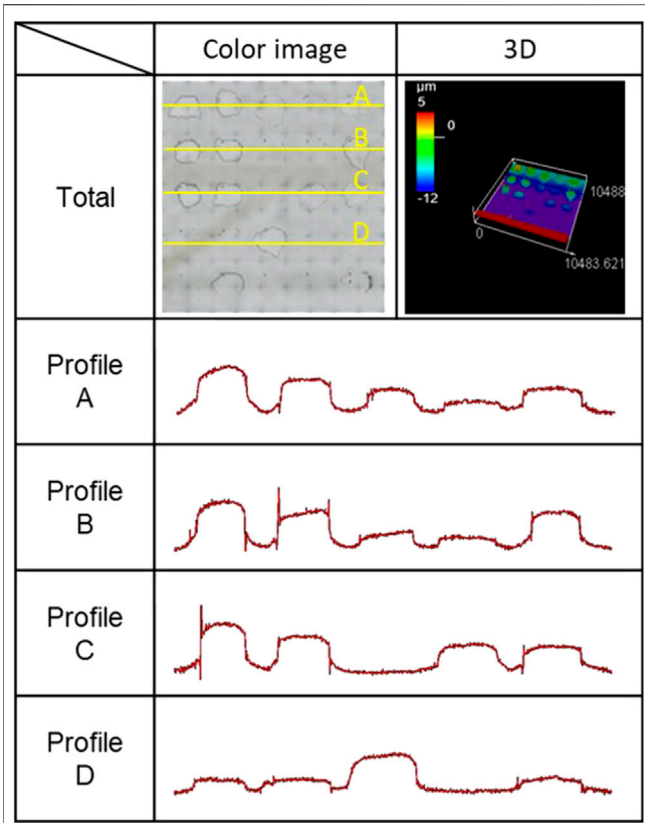 Color image
3D
Total
A
B
C
D
µm
5
0
-12
0
10488
10483.621
Profile
A
Profile
B
Profile
C
Profile
D